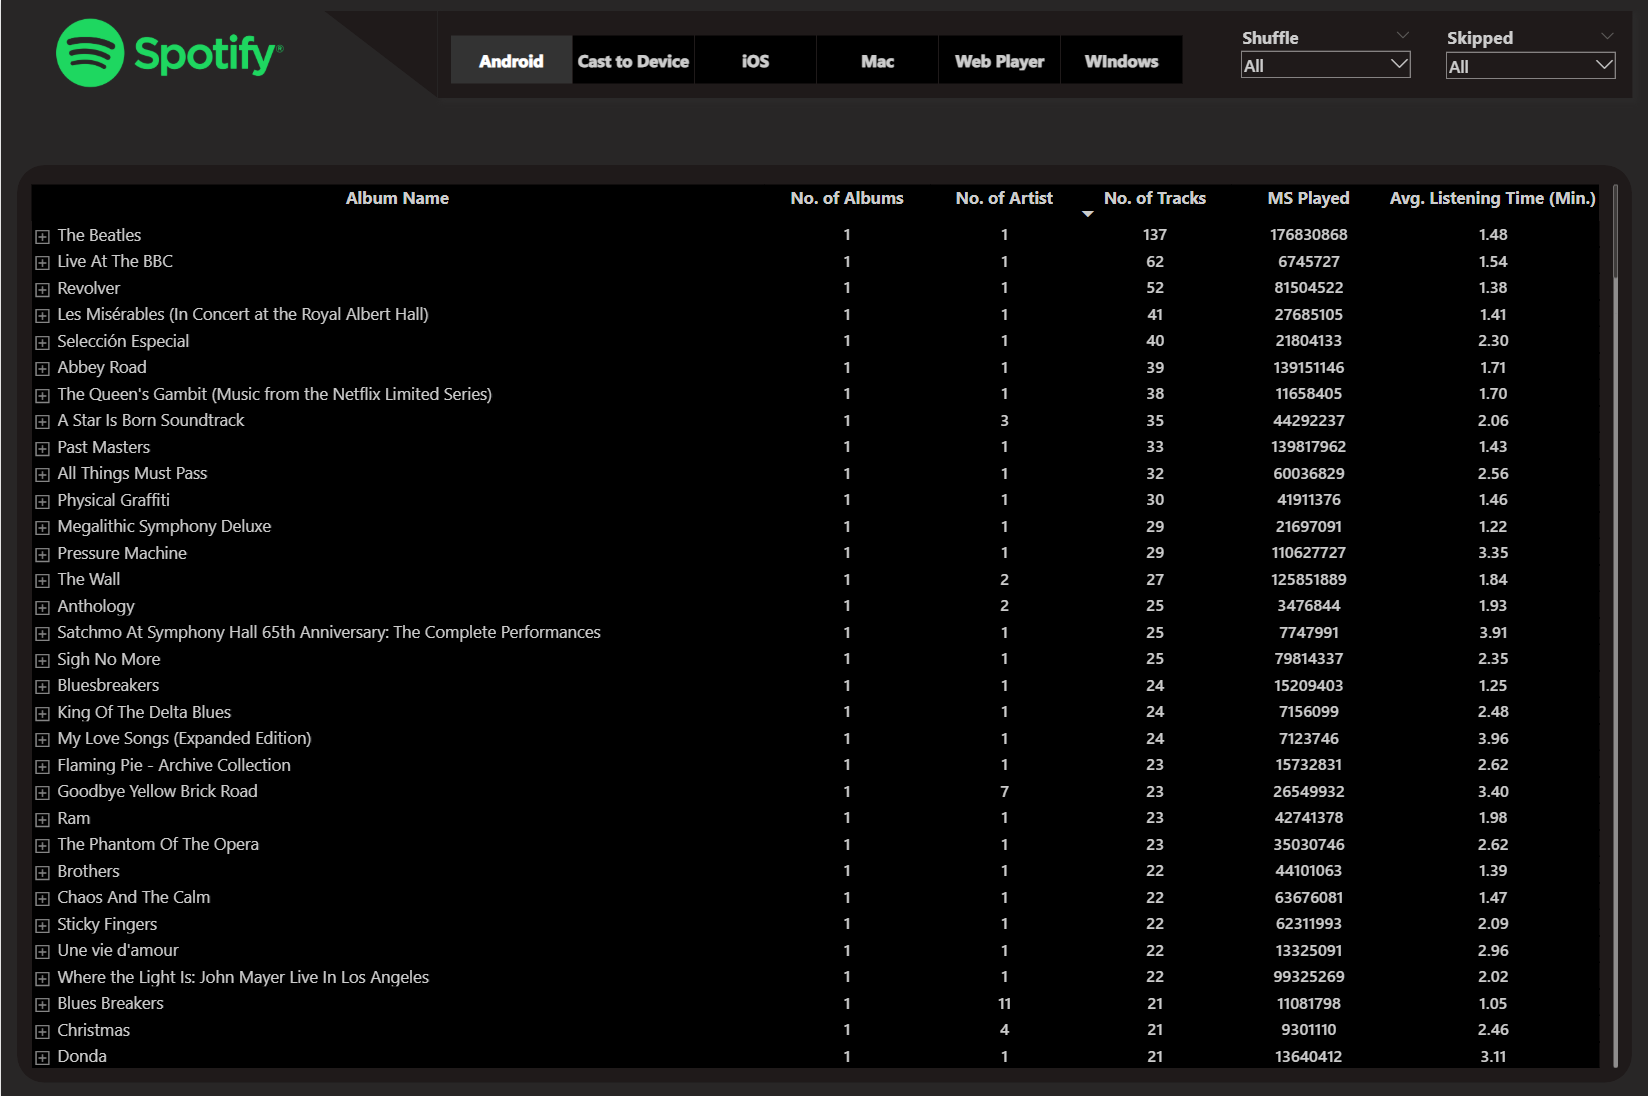 Spotify®
Android Cast to Device iOS Mac Web Player WIndows
Shuffle
All
Skipped
All
Album Name No. of Albums No. of Artist No. of Tracks MS Played Avg. Listening Time (Min.)
The Beatles 1 1 137 176830868 1.48
Live At The BBC 1 1 62 6745727 1.54
Revolver 1 1 52 81504522 1.38
Les Misérables (In Concert at the Royal Albert Hall) 1 1 41 27685105 1.41
Selección Especial 1 1 40 21804133 2.30
Abbey Road 1 1 39 139151146 1.71
The Queen's Gambit (Music from the Netflix Limited Series) 1 1 38 11658405 1.70
A Star Is Born Soundtrack 1 3 35 44292237 2.06
Past Masters 1 1 33 139817962 1.43
All Things Must Pass 1 1 32 60036829 2.56
Physical Graffiti 1 1 30 41911376 1.46
Megalithic Symphony Deluxe 1 1 29 21697091 1.22
Pressure Machine 1 1 29 110627727 3.35
The Wall 1 2 27 125851889 1.84
Anthology 1 2 25 3476844 1.93
Satchmo At Symphony Hall 65th Anniversary: The Complete Performances 1 1 25 7747991 3.91
Sigh No More 1 1 25 79814337 2.35
Bluesbreakers 1 1 24 15209403 1.25
King Of The Delta Blues 1 1 24 7156099 2.48
My Love Songs (Expanded Edition) 1 1 24 7123746 3.96
Flaming Pie - Archive Collection 1 1 23 15732831 2.62
Goodbye Yellow Brick Road 1 7 23 26549932 3.40
Ram 1 1 23 42741378 1.98
The Phantom Of The Opera 1 1 23 35030746 2.62
Brothers 1 1 22 44101063 1.39
Chaos And The Calm 1 1 22 63676081 1.47
Sticky Fingers 1 1 22 62311993 2.09
Une vie d'amour 1 1 22 13325091 2.96
Where the Light Is: John Mayer Live In Los Angeles 1 1 22 99325269 2.02
Blues Breakers 1 11 21 11081798 1.05
Christmas 1 4 21 9301110 2.46
Donda 1 1 21 13640412 3.11